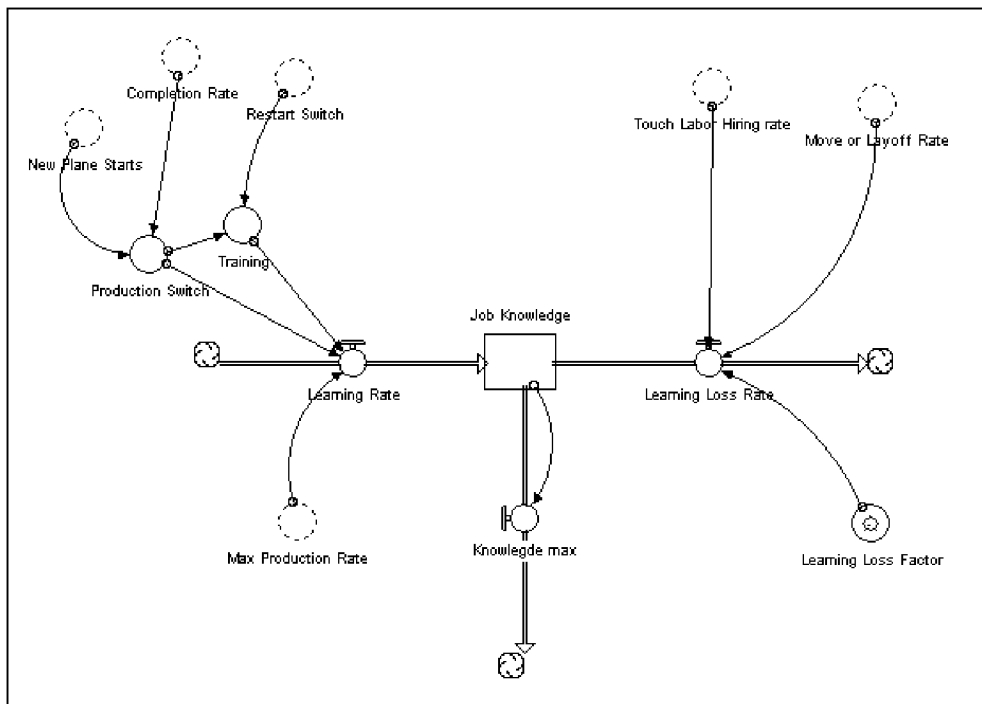 Completion Rate
Restart Switch
Touch Labor Hiring rate
Move or Layoff Rate
New Plane Starts
Training
Production Switch
Job Knowledge
Learning Rate
Learning Loss Rate
Max Production Rate
Knowlegde max
Learning Loss Factor